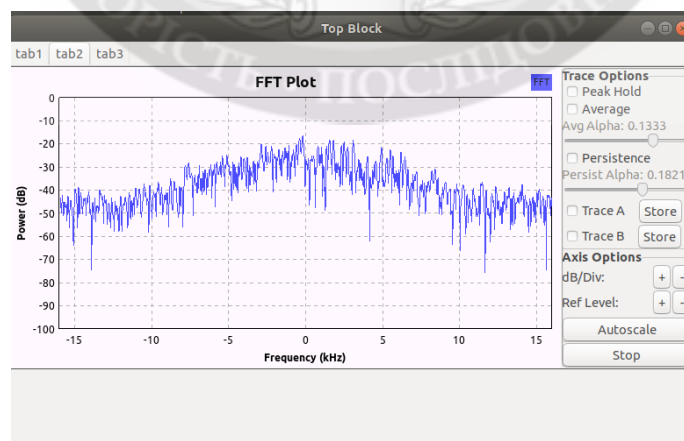 ОРІСТЬ ПОСЛІДОВ
Top Block
tab1 tab2 tab3
FFT Plot
FFT
Power (dB)
0
-10
-20
-30
-40
-50
-60
-70
-80
-90
-100
-15 -10 -5 0 5 10 15
Frequency (kHz)
Trace Options
Peak Hold
Average
Avg Alpha: 0.1333
Persistence
Persist Alpha: 0.1821
Trace A Store
Trace B Store
Axis Options
dB/Div: + -
Ref Level: + -
Autoscale
Stop